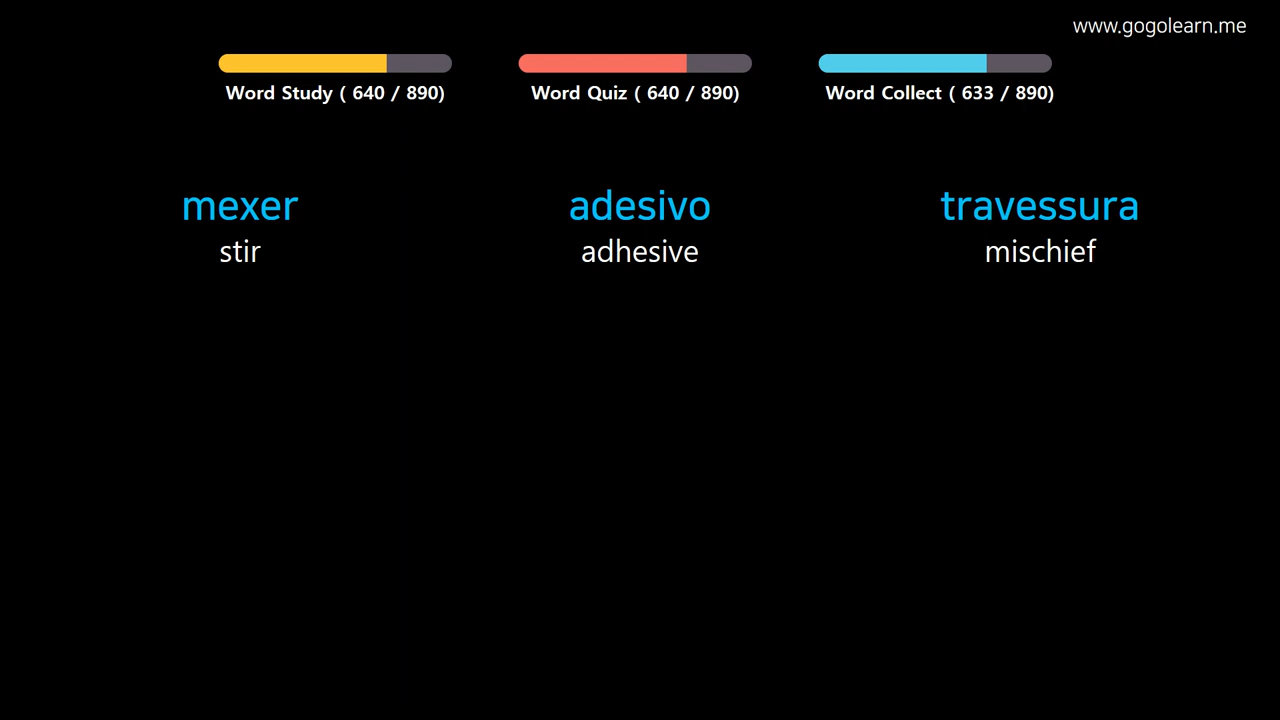 www.gogolearn.me
Word Study ( 640 / 890)
Word Quiz ( 640 / 890)
Word Collect ( 633 / 890)
mexer
stir
adesivo
adhesive
travessura
mischief